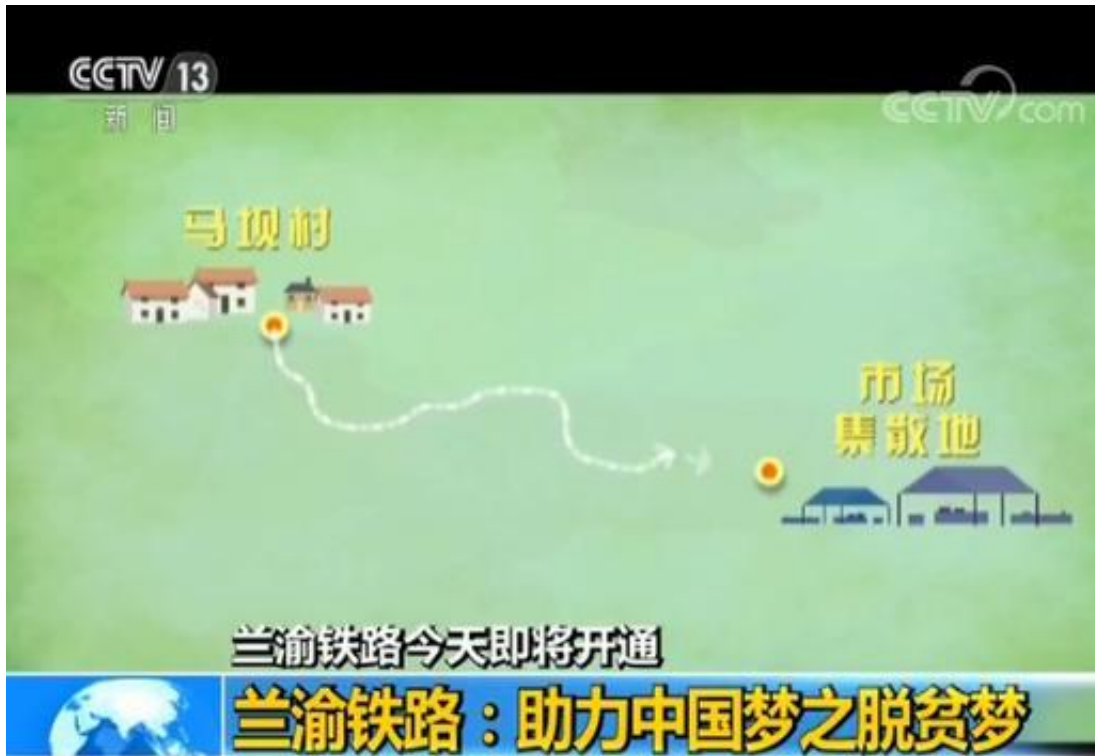 CCTV 13
新闻
CCTV.com
马坝村
市场
集散地
兰渝铁路今天即将开通
兰渝铁路：助力中国梦之脱贫梦